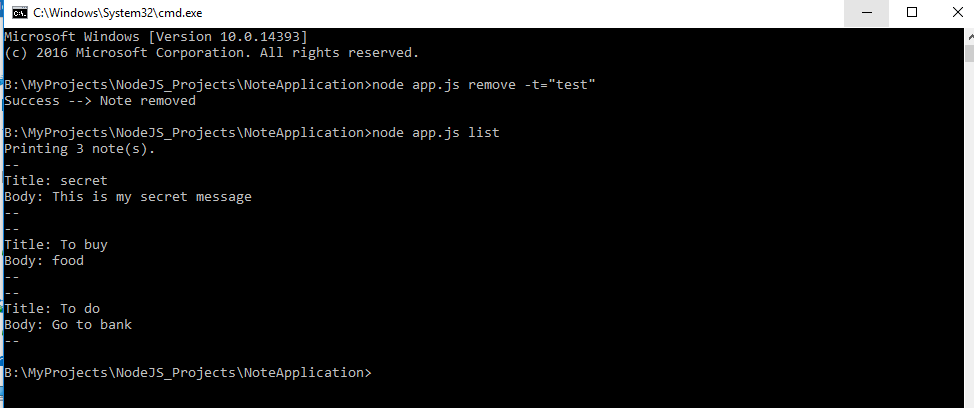 C:\Windows\System32\cmd.exe
Microsoft Windows [Version 10.0.14393]
(c) 2016 Microsoft Corporation. All rights reserved.
B:\MyProjects\NodeJS_Projects\NoteApplication>node app.js remove -t="test"
Success --> Note removed
B:\MyProjects\NodeJS_Projects\NoteApplication>node app.js list
Printing 3 note(s).
--
Title: secret
Body: This is my secret message
--
--
Title: To buy
Body: food
--
--
Title: To do
Body: Go to bank
--
B:\MyProjects\NodeJS_Projects\NoteApplication>